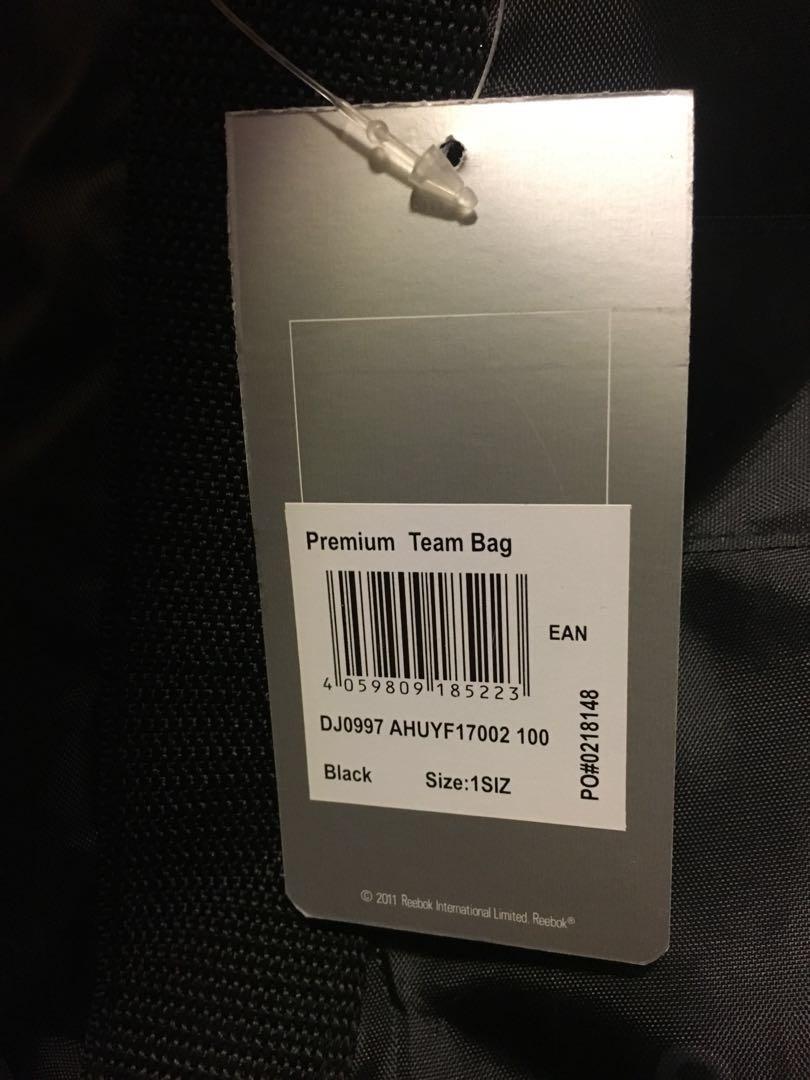 Premium Team Bag
EAN
4 059809 185223
DJ0997 AHUYF17002 100
Black Size:1SIZ
PO#0218148
© 2011 Reebok International Limited. Reebok®